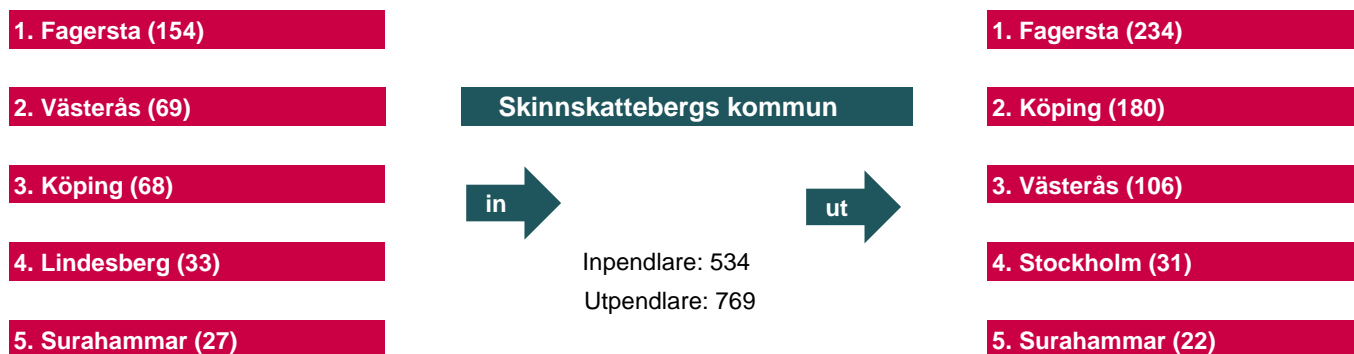 1. Fagersta (154)
2. Västerås (69)
3. Köping (68)
4. Lindesberg (33)
5. Surahammar (27)
Skinnskattebergs kommun
in
ut
Inpendlare: 534
Utpendlare: 769
1. Fagersta (234)
2. Köping (180)
3. Västerås (106)
4. Stockholm (31)
5. Surahammar (22)